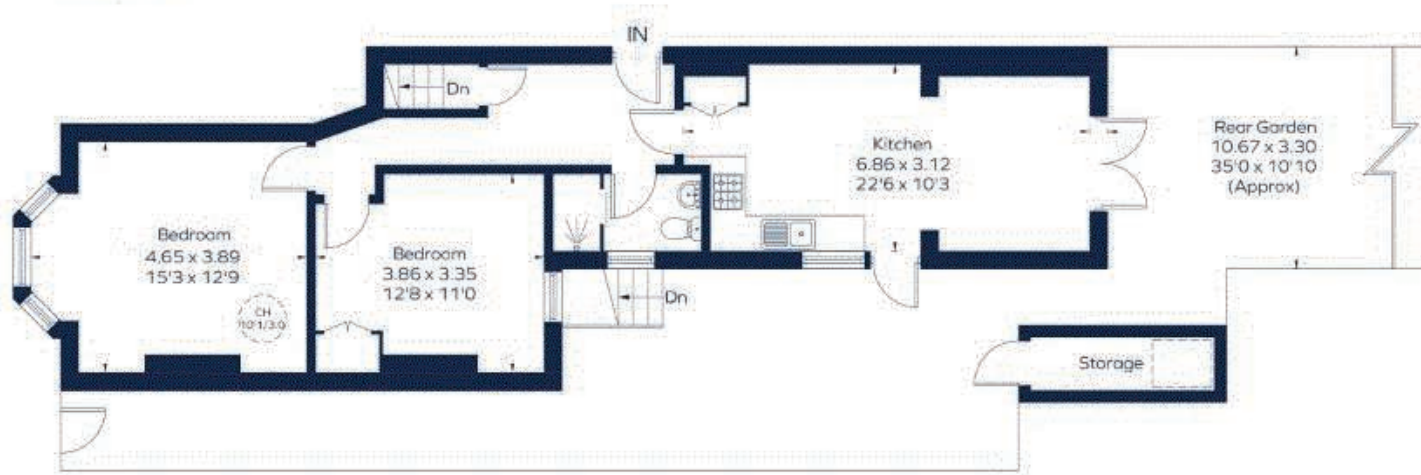 IN
Dn
Kitchen
6.86 x 3.12
22'6 x 10'3
Rear Garden
10.67 x 3.30
35'0 x 10'10
(Approx)
Bedroom
4.65 x 3.89
15'3 x 12'9
CH
10'1/3.0
Bedroom
3.86 x 3.35
12'8 x 11'0
Dn
Storage